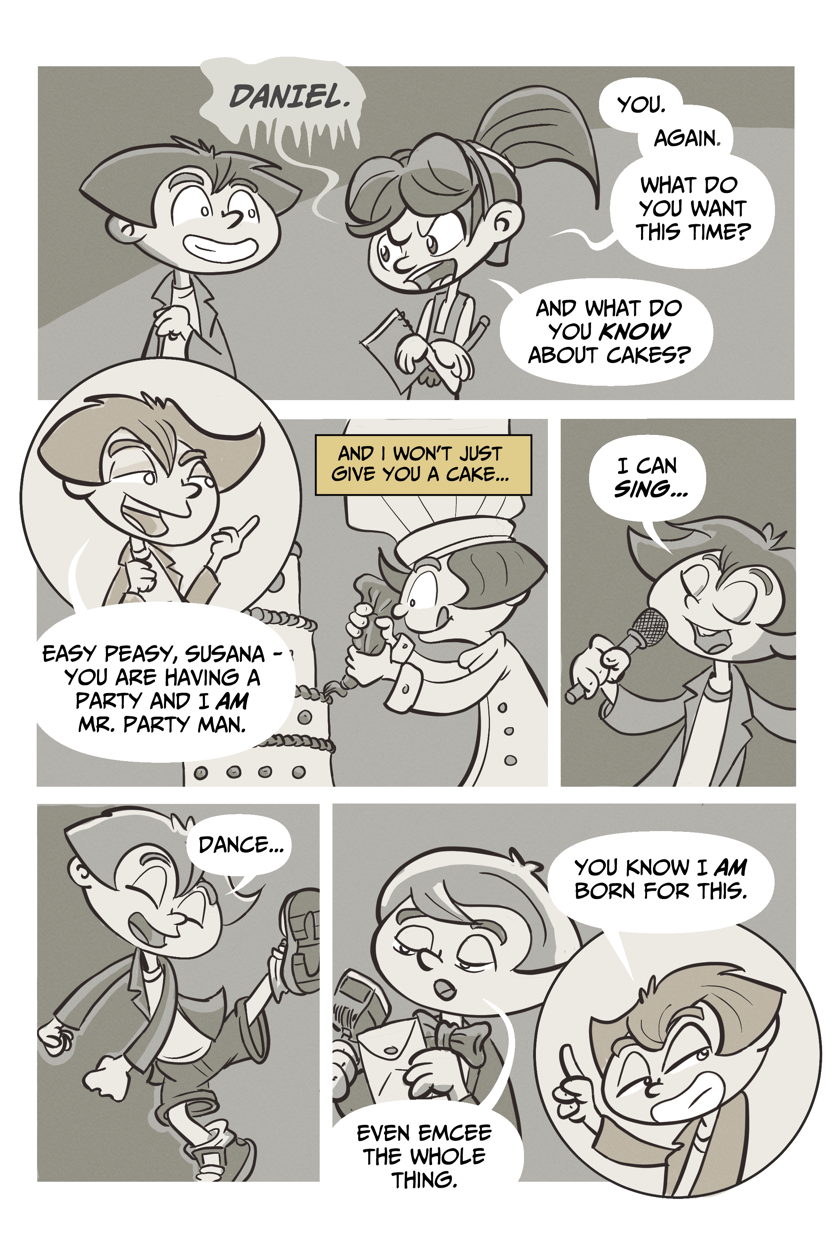 DANIEL.
YOU.
AGAIN.
WHAT DO
YOU WANT
THIS TIME?
AND WHAT DO
YOU KNOW
ABOUT CAKES?
EASY PEASY, SUSANA -
YOU ARE HAVING A
PARTY AND I AM
MR. PARTY MAN.
AND I WON'T JUST
GIVE YOU A CAKE...
I CAN
SING...
DANCE...
EVEN EMCEE
THE WHOLE
THING.
YOU KNOW I AM
BORN FOR THIS.